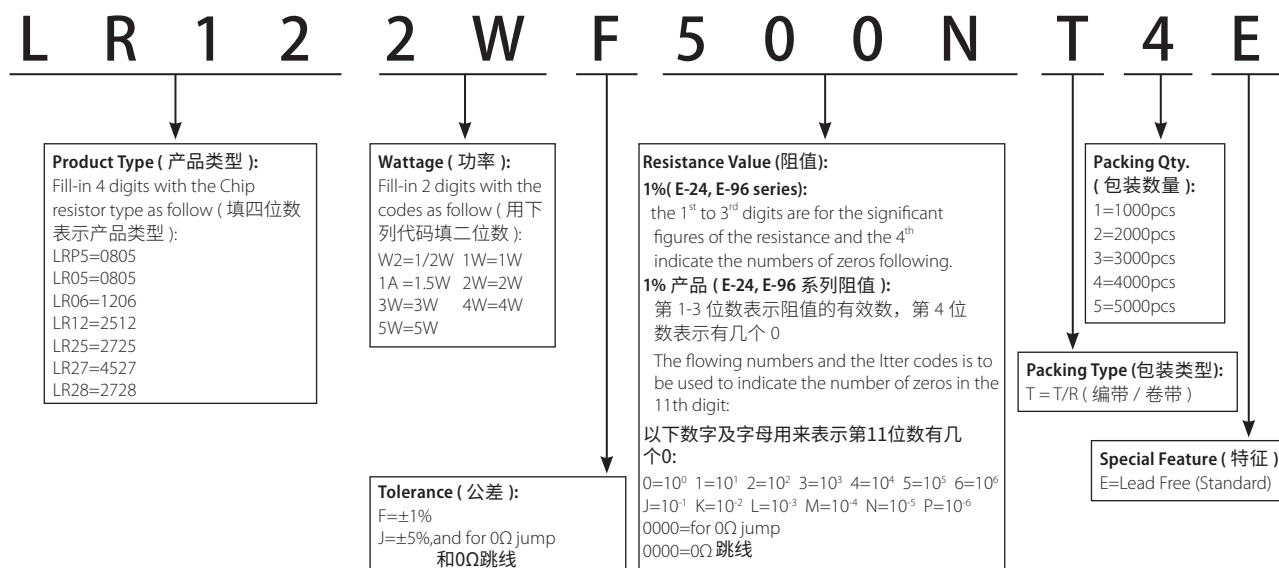 L R 1 2 2 W F 5 0 0 N T 4 E
Product Type ( 产品类型 ):
Fill-in 4 digits with the Chip
resistor type as follow ( 填四位数
表示产品类型 ):
LRP5=0805
LR05=0805
LR06=1206
LR12=2512
LR25=2725
LR27=4527
LR28=2728
Wattage ( 功率 ):
Fill-in 2 digits with the
codes as follow ( 用下
列代码填二位数 ):
W2=1/2W 1W=1W
1A =1.5W 2W=2W
3W=3W 4W=4W
5W=5W
Tolerance ( 公差 ):
F=±1%
J=±5%,and for 0Ω jump
和0Ω跳线
Resistance Value (阻值):
1%( E-24, E-96 series):
the 1st to 3rd digits are for the significant
figures of the resistance and the 4th
indicate the numbers of zeros following.
1% 产品 ( E-24, E-96 系列阻值 ):
第 1-3 位数表示阻值的有效数，第 4 位
数表示有几个 0
The flowing numbers and the ltter codes is to
be used to indicate the number of zeros in the
11th digit:
以下数字及字母用来表示第11位数有几
个0:
0=10⁰ 1=10¹ 2=10² 3=10³ 4=10⁴ 5=10⁵ 6=10⁶
J=10⁻¹ K=10⁻² L=10⁻³ M=10⁻⁴ N=10⁻⁵ P=10⁻⁶
0000=for 0Ω jump
0000=0Ω 跳线
Packing Qty.
( 包装数量 ):
1=1000pcs
2=2000pcs
3=3000pcs
4=4000pcs
5=5000pcs
Packing Type (包装类型):
T = T/R ( 编带 / 卷带 )
Special Feature ( 特征 )
E=Lead Free (Standard)